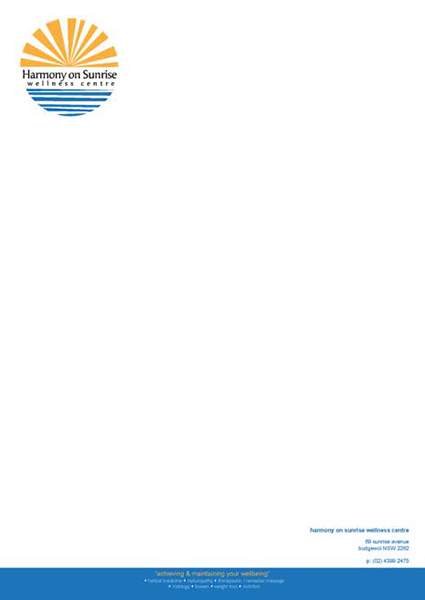 Harmony on Sunrise
wellness centre
harmony on sunrise wellness centre
69 sunrise avenue
budgewoi NSW 2262
p: (02) 4399 2475
"achieving & maintaining your wellbeing"
• herbal medicine • naturopathy • therapeutic / remedial massage
• iridology • bowen • weight loss • nutrition